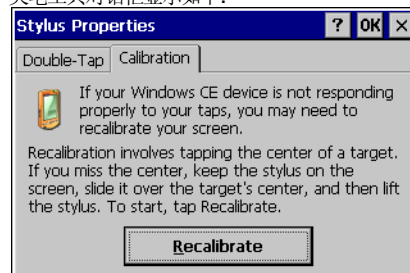 Stylus Properties ? OK ×
Double-Tap Calibration
If your Windows CE device is not responding
properly to your taps, you may need to
recalibrate your screen.
Recalibration involves tapping the center of a target.
If you miss the center, keep the stylus on the
screen, slide it over the target's center, and then lift
the stylus. To start, tap Recalibrate.
Recalibrate